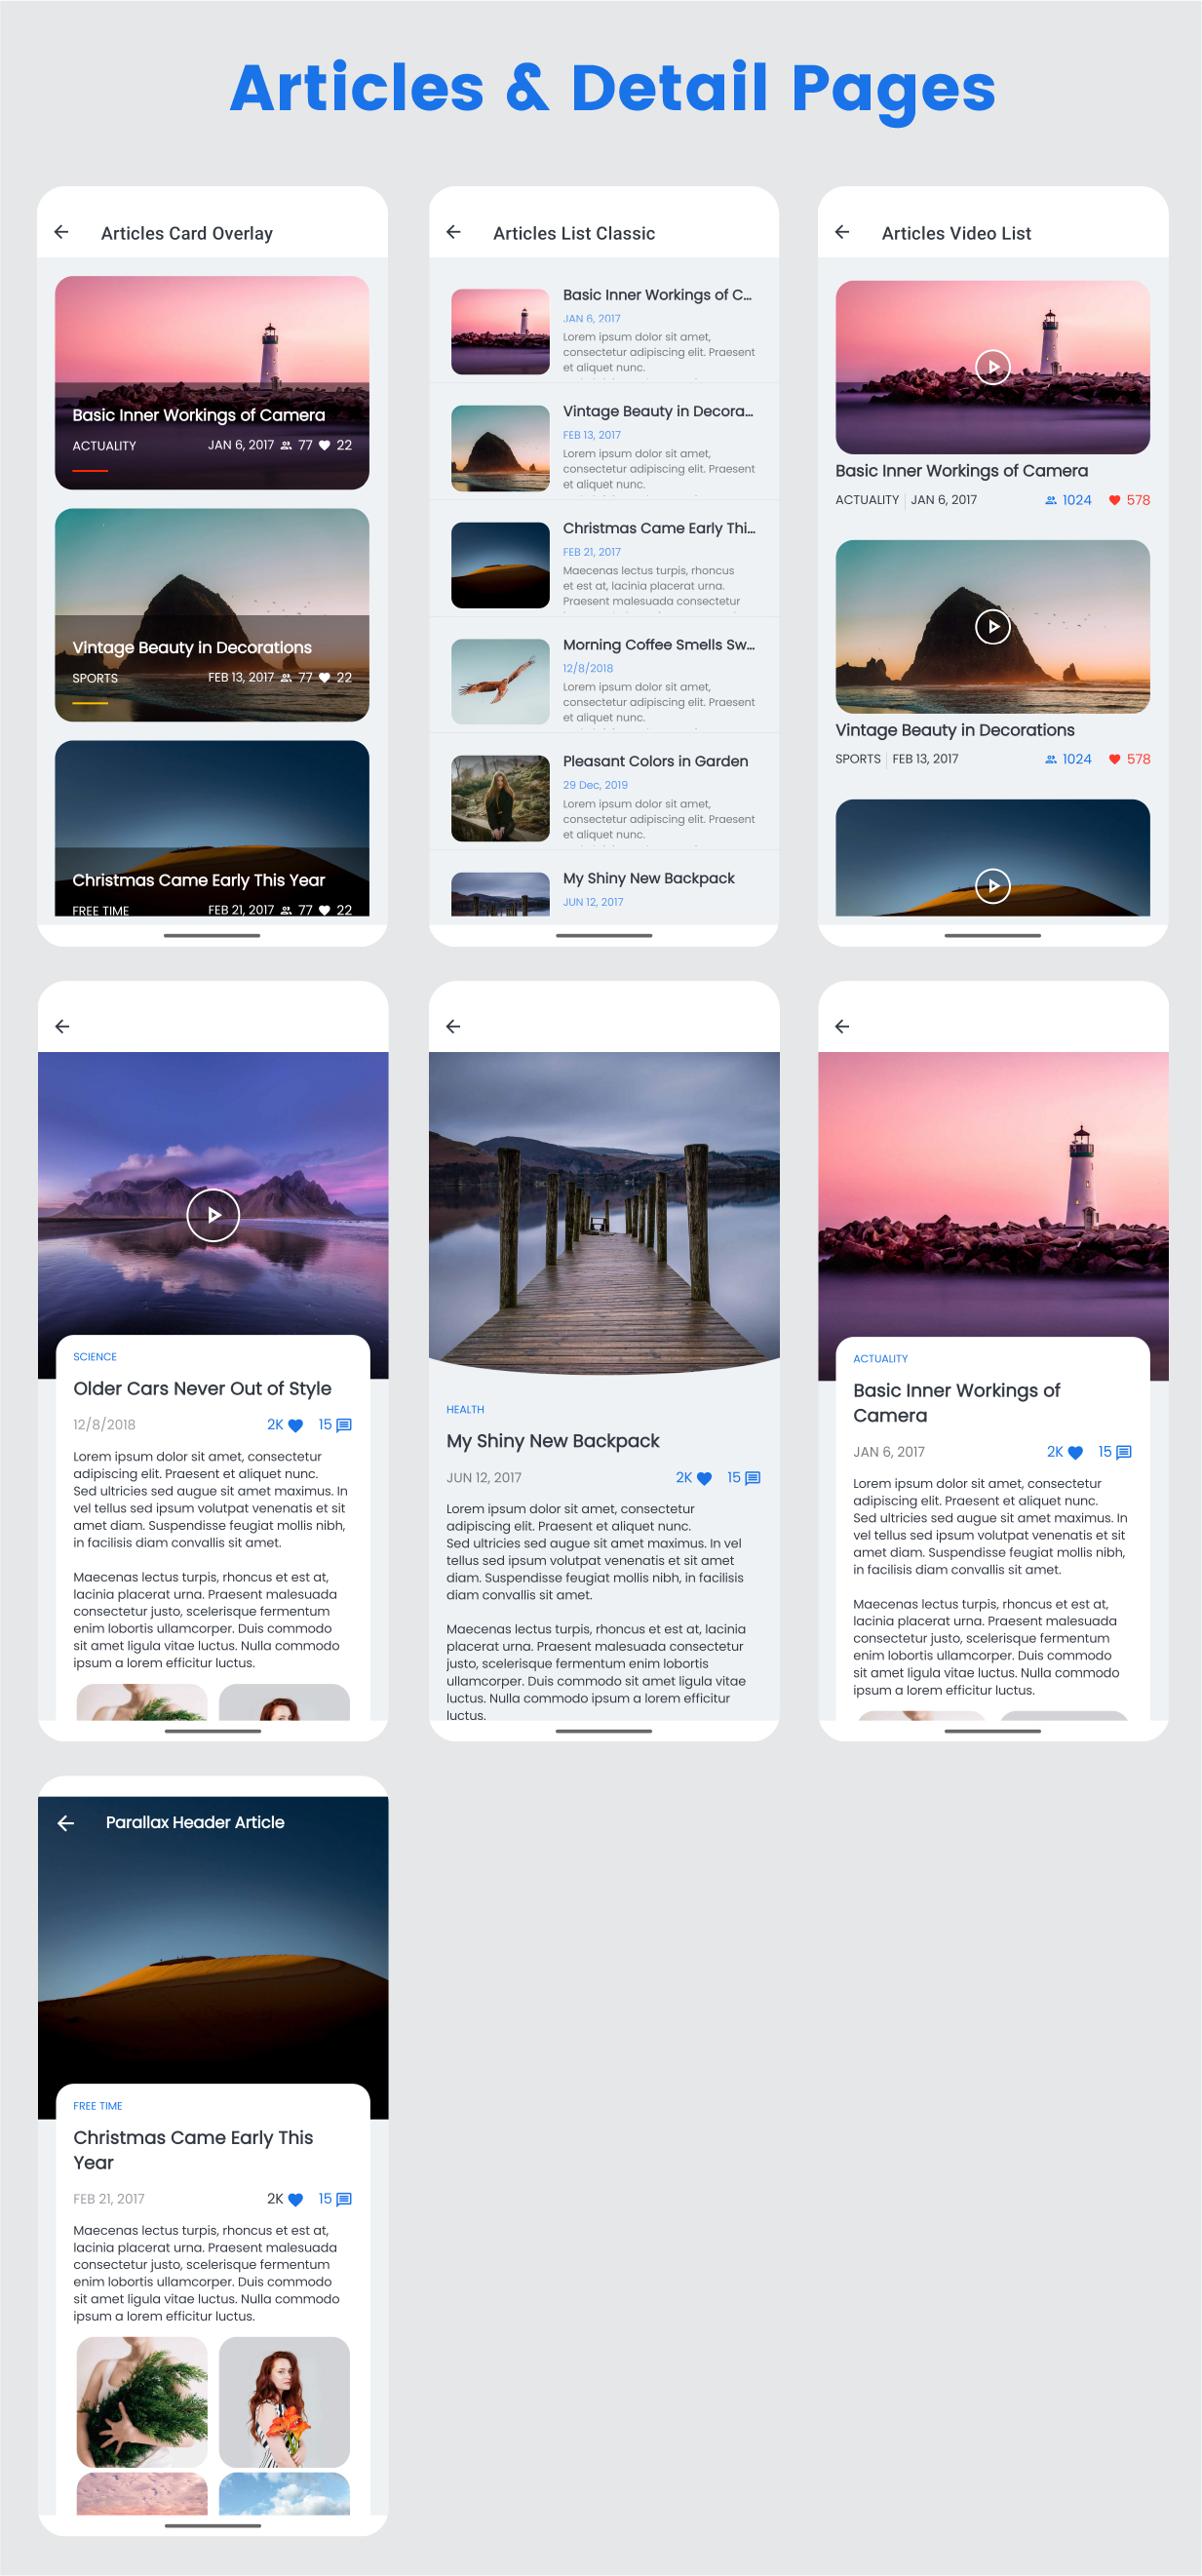 Articles & Detail Pages
Articles Card Overlay
Basic Inner Workings of Camera
ACTUALITY JAN 6, 2017 77 22
Vintage Beauty in Decorations
SPORTS FEB 13, 2017 77 22
Christmas Came Early This Year
FREE TIME FEB 21, 2017 77 22
Articles List Classic
Basic Inner Workings of C...
JAN 6, 2017
Lorem ipsum dolor sit amet,
consectetur adipiscing elit. Praesent
et aliquet nunc.
Vintage Beauty in Decora...
FEB 13, 2017
Lorem ipsum dolor sit amet,
consectetur adipiscing elit. Praesent
et aliquet nunc.
Christmas Came Early Thi...
FEB 21, 2017
Maecenas lectus turpis, rhoncus
et est at, lacinia placerat urna.
Praesent malesuada consectetur
Morning Coffee Smells Sw...
12/8/2018
Lorem ipsum dolor sit amet,
consectetur adipiscing elit. Praesent
et aliquet nunc.
Pleasant Colors in Garden
29 Dec, 2019
Lorem ipsum dolor sit amet,
consectetur adipiscing elit. Praesent
et aliquet nunc.
My Shiny New Backpack
JUN 12, 2017
Articles Video List
Basic Inner Workings of Camera
ACTUALITY JAN 6, 2017 1024 578
Vintage Beauty in Decorations
SPORTS FEB 13, 2017 1024 578
SCIENCE
Older Cars Never Out of Style
12/8/2018 2K 15
Lorem ipsum dolor sit amet, consectetur
adipiscing elit. Praesent et aliquet nunc.
Sed ultricies sed augue sit amet maximus. In
vel tellus sed ipsum volutpat venenatis et sit
amet diam. Suspendisse feugiat mollis nibh,
in facilisis diam convallis sit amet.
Maecenas lectus turpis, rhoncus et est at,
lacinia placerat urna. Praesent malesuada
consectetur justo, scelerisque fermentum
enim lobortis ullamcorper. Duis commodo
sit amet ligula vitae luctus. Nulla commodo
ipsum a lorem efficitur luctus.
HEALTH
My Shiny New Backpack
JUN 12, 2017 2K 15
Lorem ipsum dolor sit amet, consectetur
adipiscing elit. Praesent et aliquet nunc.
Sed ultricies sed augue sit amet maximus. In vel
tellus sed ipsum volutpat venenatis et sit amet
diam. Suspendisse feugiat mollis nibh, in facilisis
diam convallis sit amet.
Maecenas lectus turpis, rhoncus et est at, lacinia
placerat urna. Praesent malesuada consectetur
justo, scelerisque fermentum enim lobortis
ullamcorper. Duis commodo sit amet ligula vitae
luctus. Nulla commodo ipsum a lorem efficitur
luctus.
ACTUALITY
Basic Inner Workings of
Camera
JAN 6, 2017 2K 15
Lorem ipsum dolor sit amet, consectetur
adipiscing elit. Praesent et aliquet nunc.
Sed ultricies sed augue sit amet maximus. In
vel tellus sed ipsum volutpat venenatis et sit
amet diam. Suspendisse feugiat mollis nibh,
in facilisis diam convallis sit amet.
Maecenas lectus turpis, rhoncus et est at,
lacinia placerat urna. Praesent malesuada
consectetur justo, scelerisque fermentum
enim lobortis ullamcorper. Duis commodo
sit amet ligula vitae luctus. Nulla commodo
ipsum a lorem efficitur luctus.
Parallax Header Article
FREE TIME
Christmas Came Early This
Year
FEB 21, 2017 2K 15
Maecenas lectus turpis, rhoncus et est at,
lacinia placerat urna. Praesent malesuada
consectetur justo, scelerisque fermentum
enim lobortis ullamcorper. Duis commodo
sit amet ligula vitae luctus. Nulla commodo
ipsum a lorem efficitur luctus.